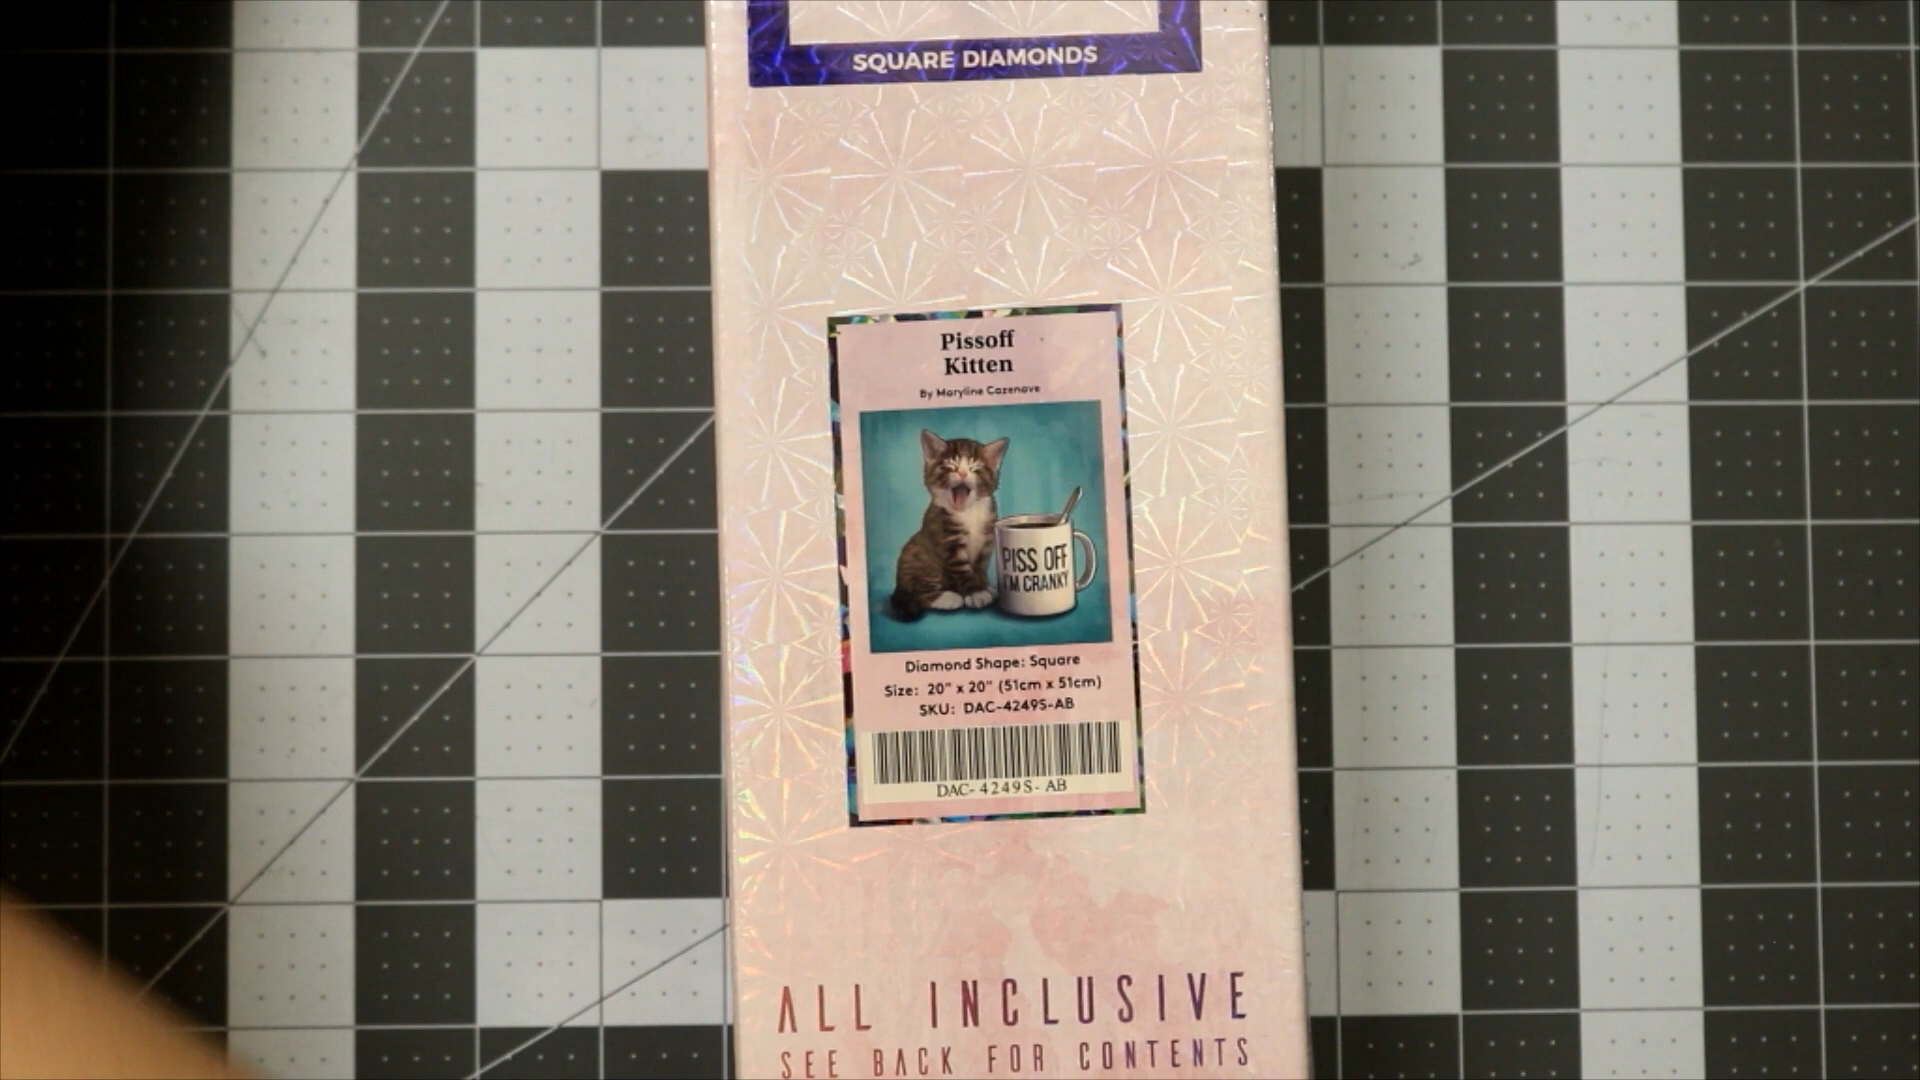 SQUARE DIAMONDS
Pissoff
Kitten
By Maryline Cazenave
PISS OFF
I'M CRANKY
Diamond Shape: Square
Size: 20" x 20" (51cm x 51cm)
SKU: DAC-4249S-AB
DAC- 4249S- AB
ALL INCLUSIVE
SEE BACK FOR CONTENTS